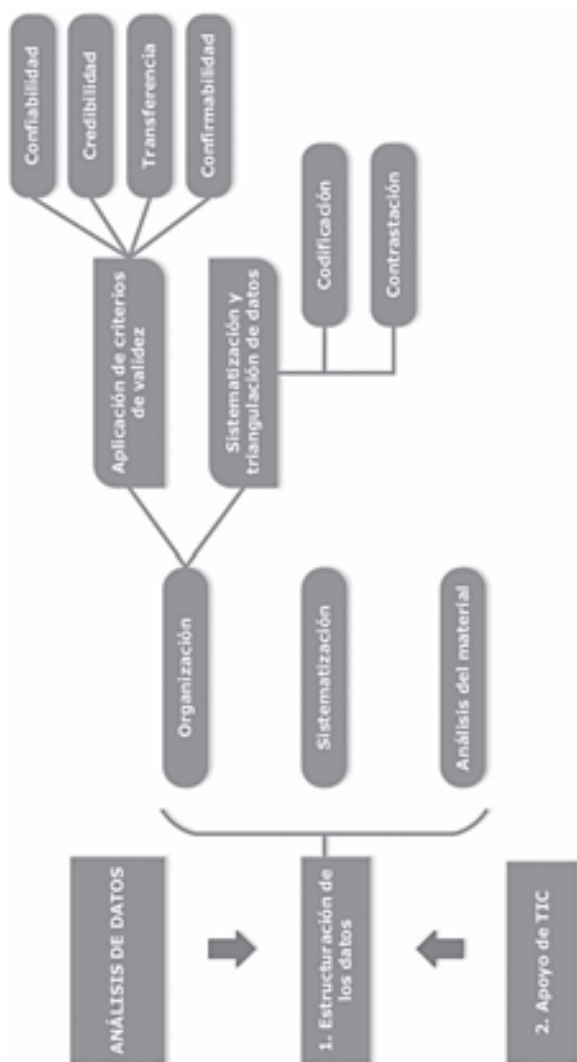 ANÁLISIS DE DATOS
1. Estructuración de
los datos
2. Apoyo de TIC
Organización
Sistematización
Análisis del material
Aplicación de criterios
de validez
Sistematización y
triangulación de datos
Confiabilidad
Credibilidad
Transferencia
Confirmabilidad
Codificación
Contrastación